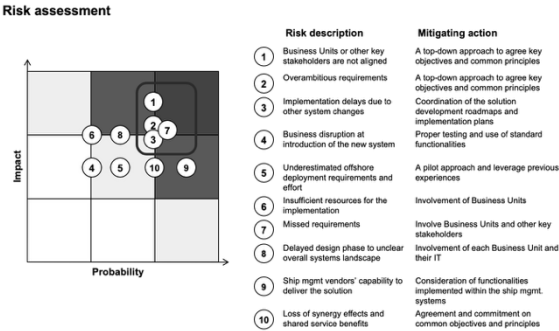 Risk assessment
Impact
Probability
1
2
7
3
6
8
4
5
10
9
Risk description
Mitigating action
1
Business Units or other key
stakeholders are not aligned
A top-down approach to agree key
objectives and common principles
2
Overambitious requirements
A top-down approach to agree key
objectives and common principles
3
Implementation delays due to
other system changes
Coordination of the solution
development roadmaps and
implementation plans
4
Business disruption at
introduction of the new system
Proper testing and use of standard
functionalities
5
Underestimated offshore
deployment requirements and
effort
A pilot approach and leverage previous
experiences
6
Insufficient resources for the
implementation
Involvement of Business Units
7
Missed requirements
Involve Business Units and other key
stakeholders
8
Delayed design phase to unclear
overall systems landscape
Involvement of each Business Unit and
their IT
9
Ship mgmt vendors' capability to
deliver the solution
Consideration of functionalities
implemented within the ship mgmt.
systems
10
Loss of synergy effects and
shared service benefits
Agreement and commitment on
common objectives and principles